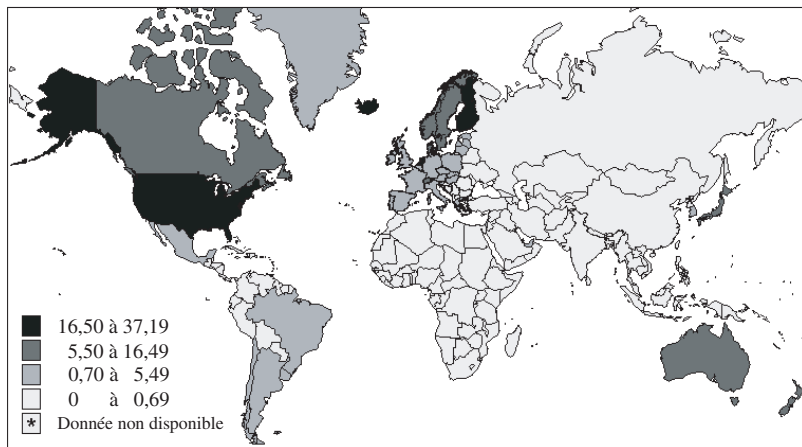 16,50 à 37,19
5,50 à 16,49
0,70 à 5,49
0 à 0,69
* Donnée non disponible